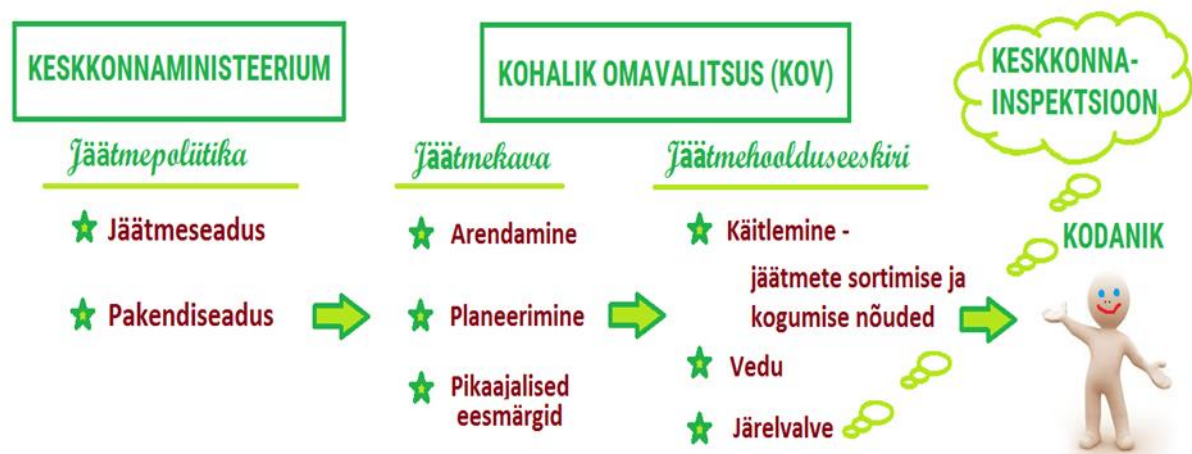 KESKKONNAMINISTEERIUM
Jäätmepoliitika
Jäätmeseadus
Pakendiseadus
KOHALIK OMAVALITSUS (KOV)
Jäätmekava
Arendamine
Planeerimine
Pikaajalised
eesmärgid
Jäätmehoolduseeskiri
Käitlemine -
jäätmete sortimise ja
kogumise nõuded
Vedu
Järelvalve
KESKKONNA-
INSPEKTSIOON
KODANIK